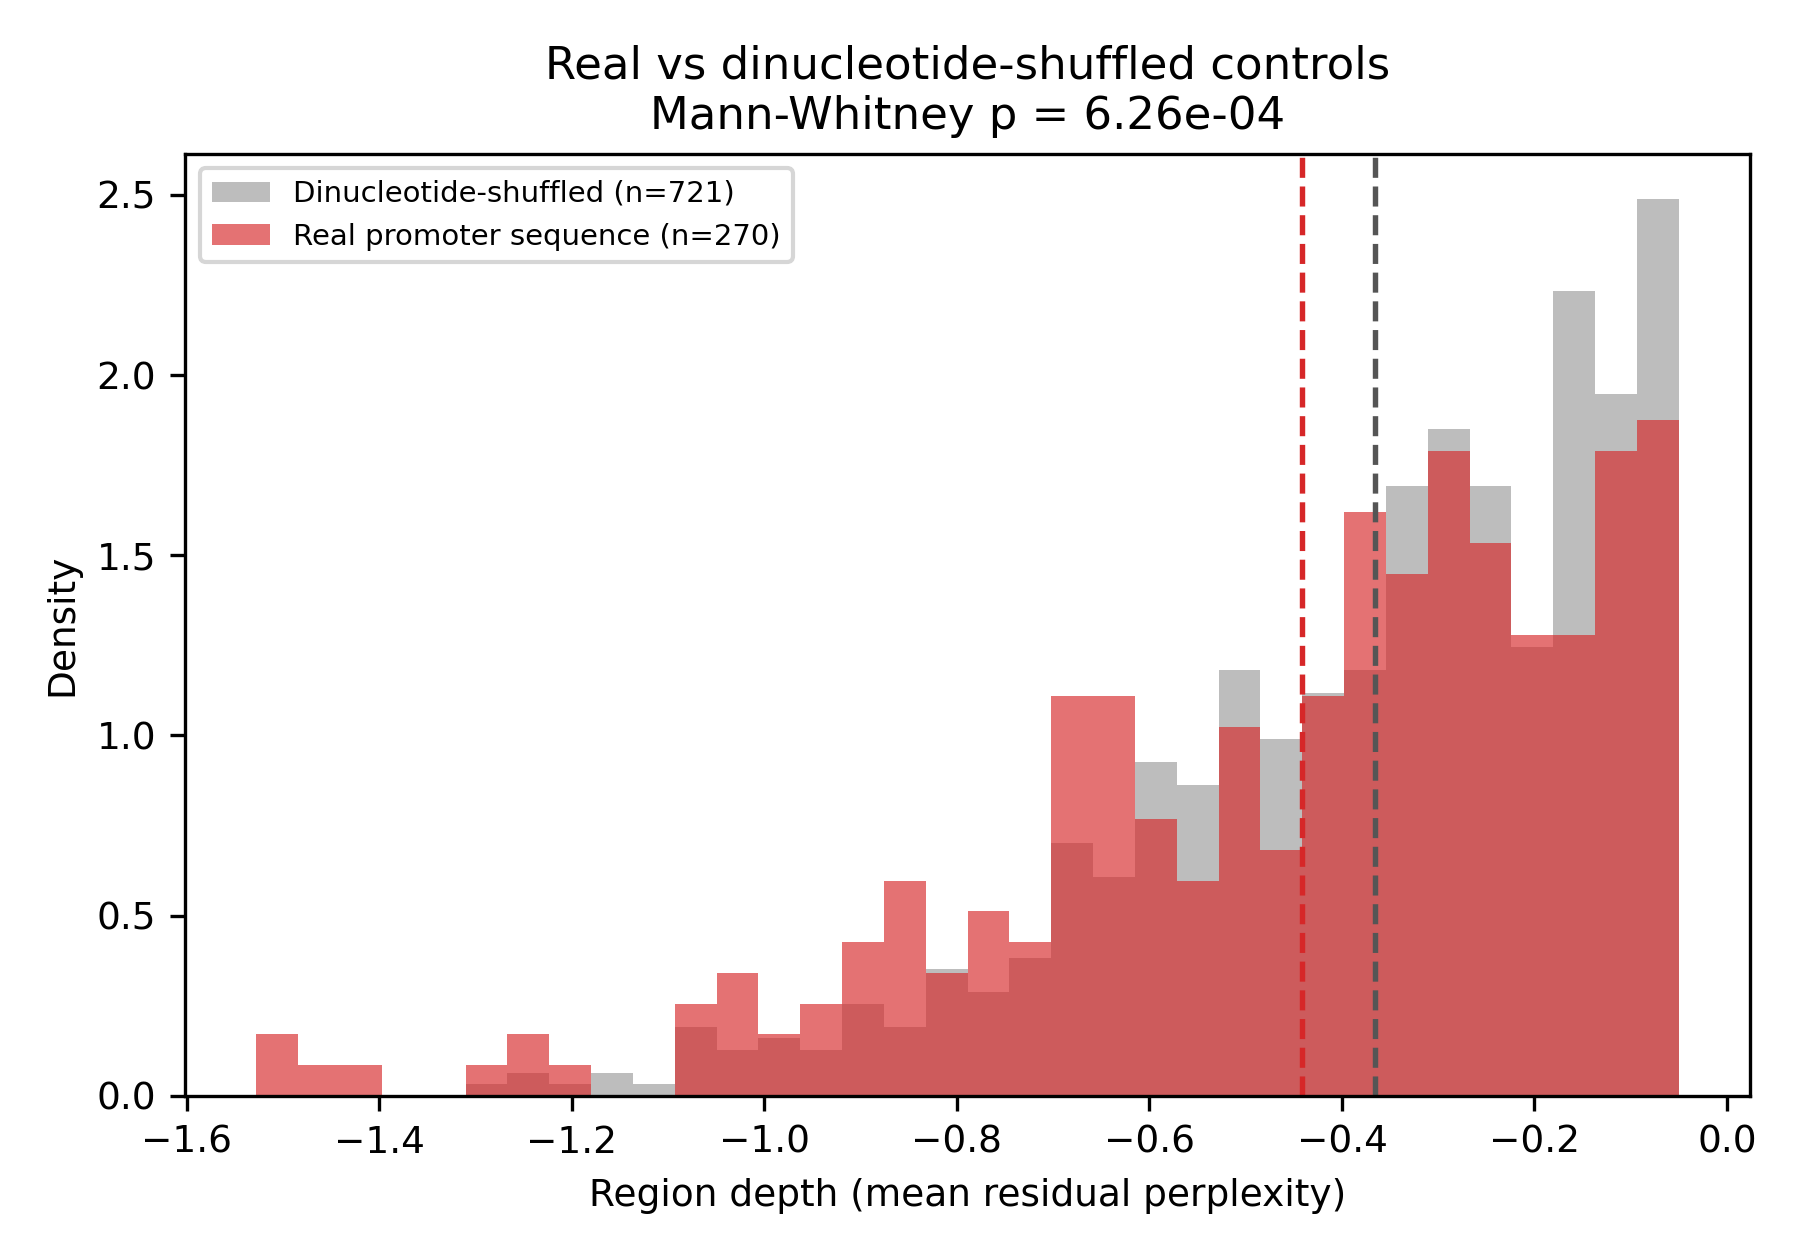 Real vs dinucleotide-shuffled controls
Mann-Whitney p = 6.26e-04
Dinucleotide-shuffled (n=721)
Real promoter sequence (n=270)
2.5
2.0
1.5
1.0
0.5
0.0
Density
−1.6 −1.4 −1.2 −1.0 −0.8 −0.6 −0.4 −0.2 0.0
Region depth (mean residual perplexity)